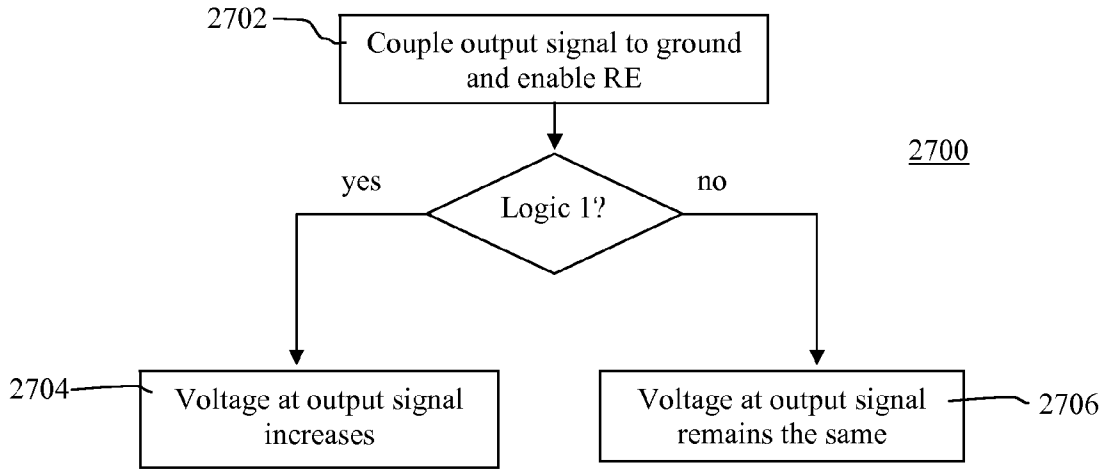 2702
Couple output signal to ground
and enable RE
2700
yes
no
Logic 1?
2704
Voltage at output signal
increases
Voltage at output signal
remains the same
2706